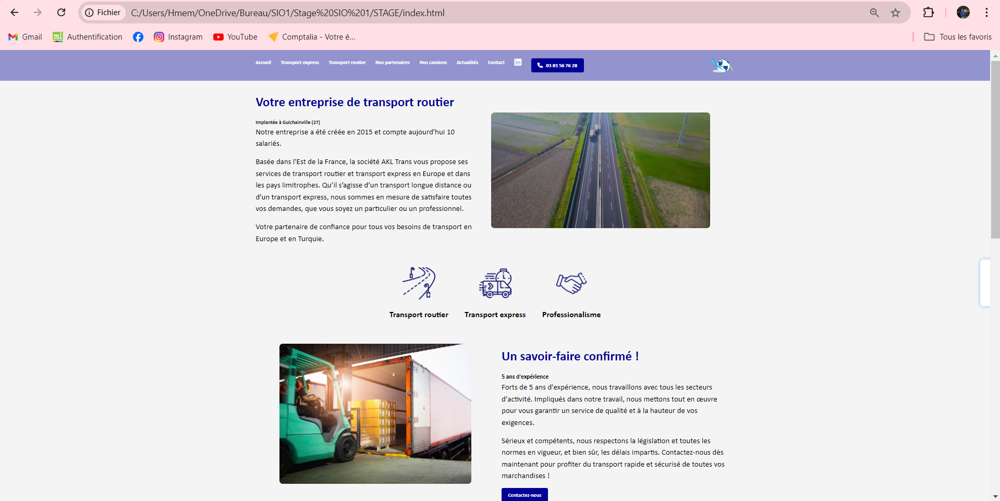 Fichier
C:/Users/Hmem/OneDrive/Bureau/SIO1/Stage%20SIO%201/STAGE/index.html
Gmail
Authentification
Instagram
YouTube
Comptalia - Votre é...
Tous les favoris
Accueil
Transport express
Transport routier
Nos partenaires
Nos camions
Actualités
Contact
in
03 83 56 76 28
Votre entreprise de transport routier
Implantée à Guichainville (27)
Notre entreprise a été créée en 2015 et compte aujourd'hui 10
salariés.
Basée dans l'Est de la France, la société AKL Trans vous propose ses
services de transport routier et transport express en Europe et dans
les pays limitrophes. Qu’il s’agisse d’un transport longue distance ou
d’un transport express, nous sommes en mesure de satisfaire toutes
vos demandes, que vous soyez un particulier ou un professionnel.
Votre partenaire de confiance pour tous vos besoins de transport en
Europe et en Turquie.
Transport routier
Transport express
Professionalisme
Un savoir-faire confirmé !
5 ans d'expérience
Forts de 5 ans d'expérience, nous travaillons avec tous les secteurs
d'activité. Impliqués dans notre travail, nous mettons tout en œuvre
pour vous garantir un service de qualité et à la hauteur de vos
exigences.
Sérieux et compétents, nous respectons la législation et toutes les
normes en vigueur, et bien sûr, les délais impartis. Contactez-nous dès
maintenant pour profiter du transport rapide et sécurisé de toutes vos
marchandises !
Contactez-nous